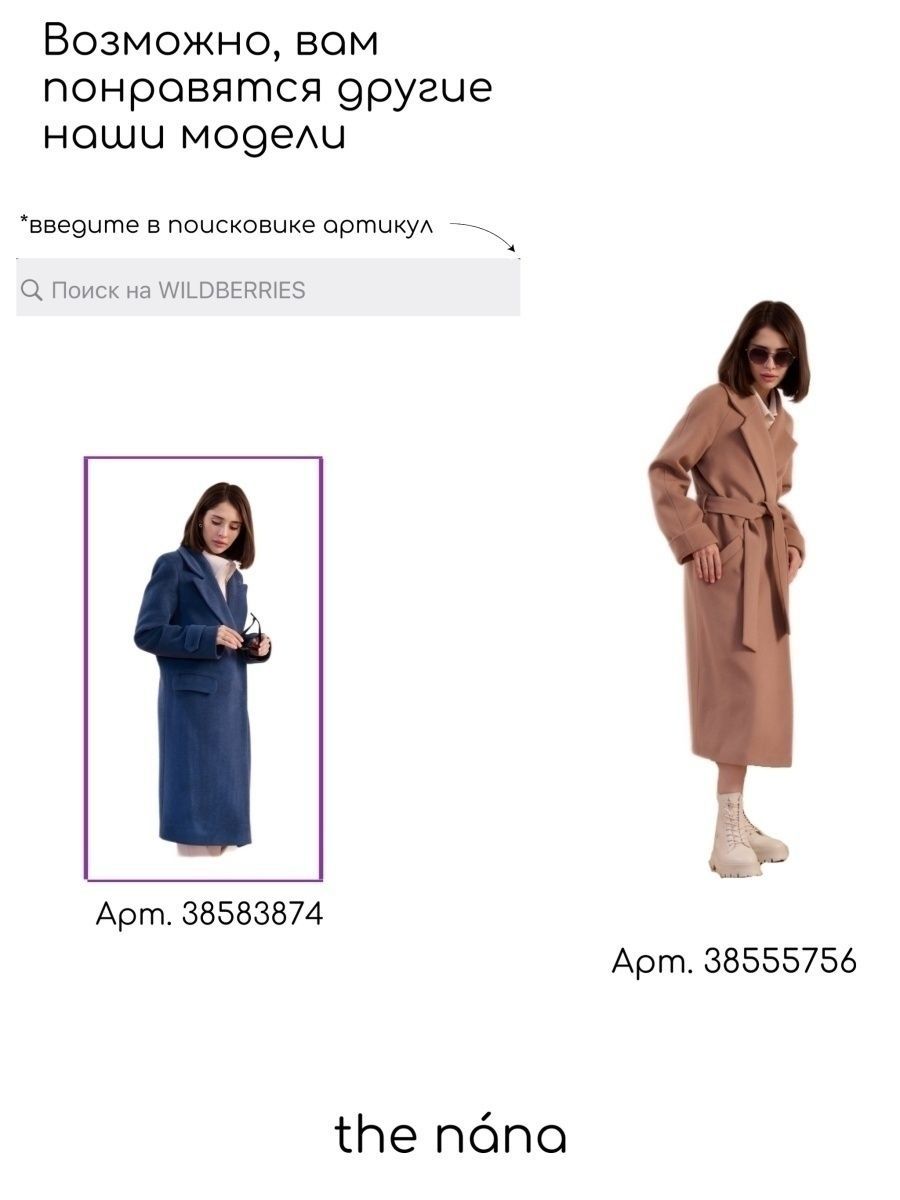 Возможно, вам
понравятся другие
наши модели
*введите в поисковике артикул
Поиск на WILDBERRIES
Арт. 38583874
Арт. 38555756
the nána